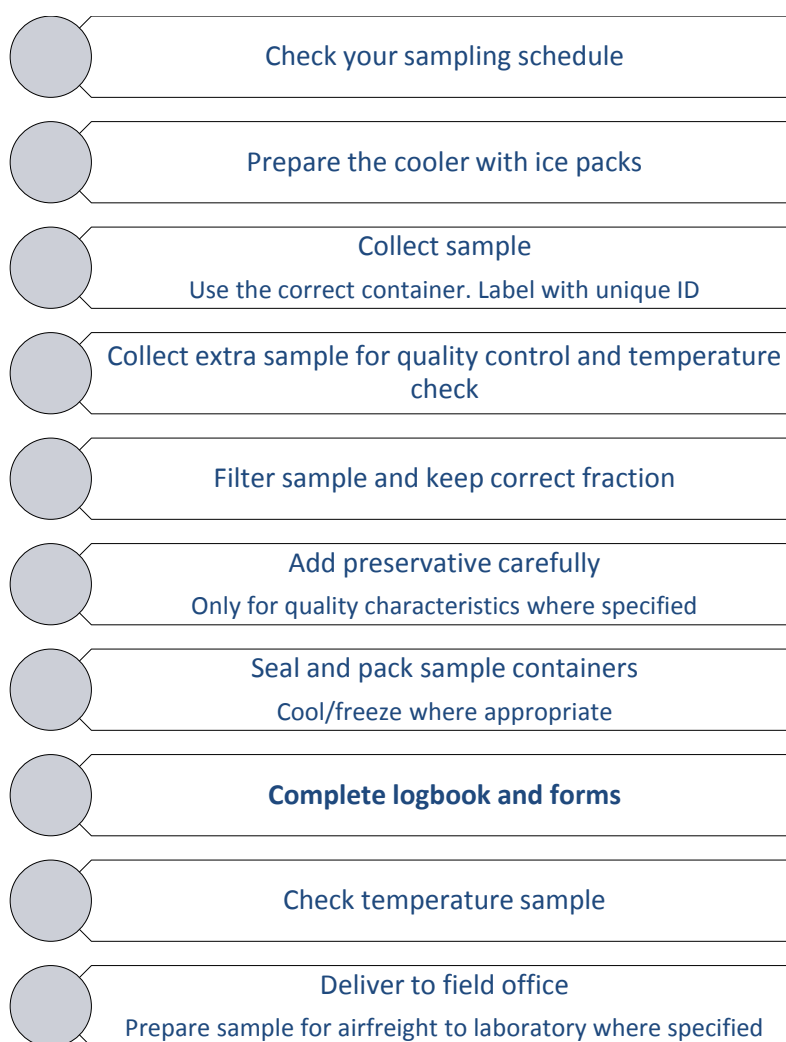 Check your sampling schedule
Prepare the cooler with ice packs
Collect sample
Use the correct container. Label with unique ID
Collect extra sample for quality control and temperature
check
Filter sample and keep correct fraction
Add preservative carefully
Only for quality characteristics where specified
Seal and pack sample containers
Cool/freeze where appropriate
Complete logbook and forms
Check temperature sample
Deliver to field office
Prepare sample for airfreight to laboratory where specified